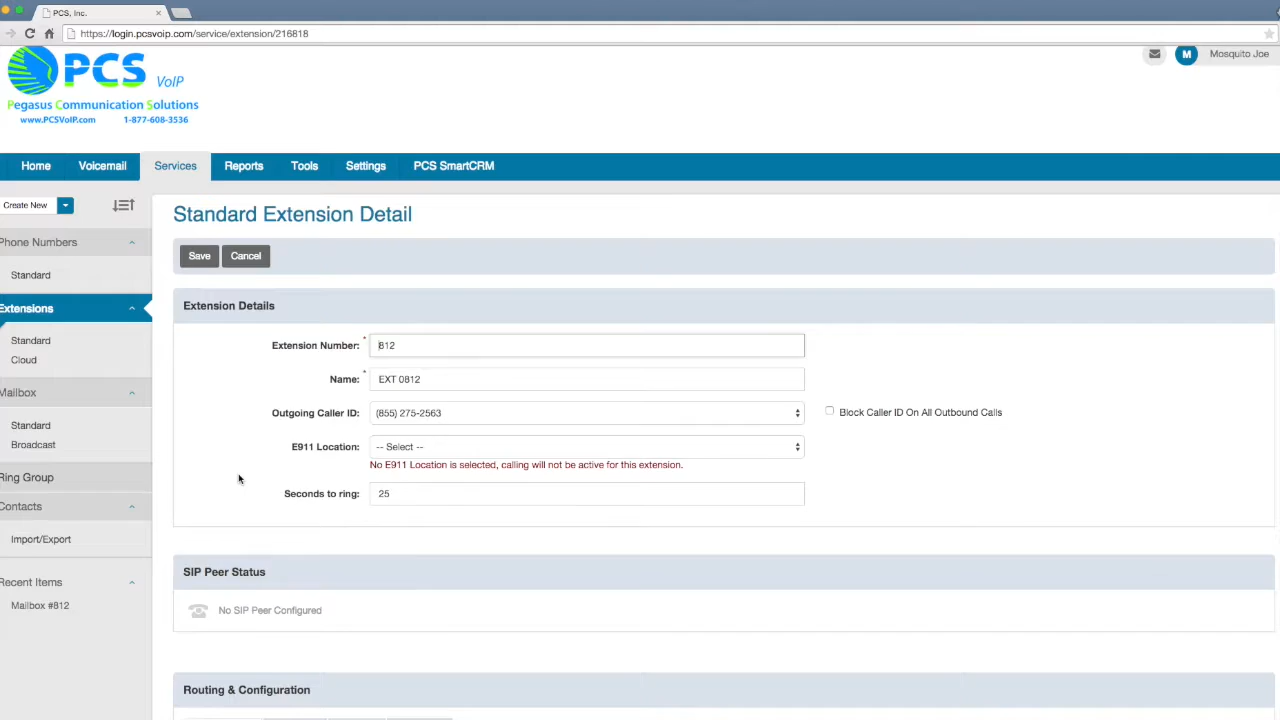 PCS, Inc.
https://login.pcsvoip.com/service/extension/216818
PCS VoIP
Pegasus Communication Solutions
www.PCSVoIP.com 1-877-608-3536
M Mosquito Joe
Home Voicemail Services Reports Tools Settings PCS SmartCRM
Create New
Phone Numbers
Standard
Extensions
Standard
Cloud
Mailbox
Standard
Broadcast
Ring Group
Contacts
Import/Export
Recent Items
Mailbox #812
Standard Extension Detail
Save Cancel
Extension Details
Extension Number: * 812
Name: * EXT 0812
Outgoing Caller ID: (855) 275-2563 Block Caller ID On All Outbound Calls
E911 Location: -- Select --
No E911 Location is selected, calling will not be active for this extension.
Seconds to ring: 25
SIP Peer Status
No SIP Peer Configured
Routing & Configuration